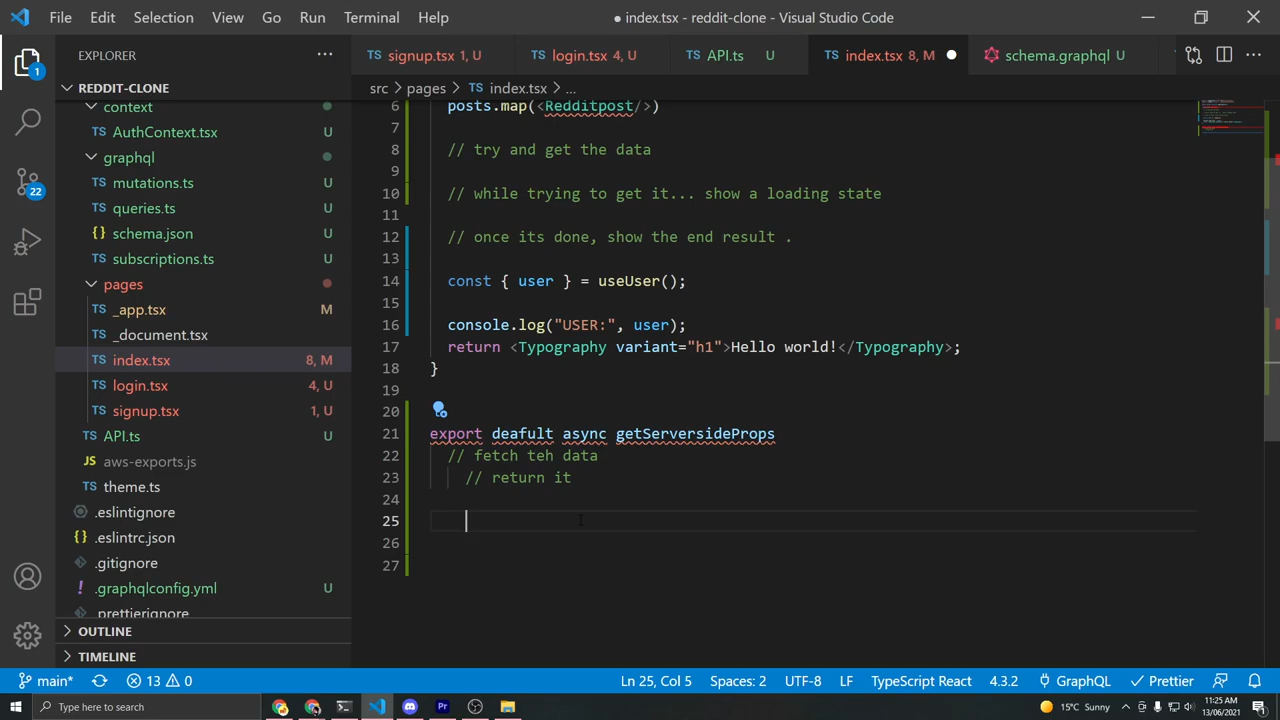 File Edit Selection View Go Run Terminal Help
● index.tsx - reddit-clone - Visual Studio Code
EXPLORER ...
TS signup.tsx 1, U
TS login.tsx 4, U
TS API.ts U
TS index.tsx 8, M
schema.graphql U
REDDIT-CLONE
src > pages > TS index.tsx > ...
context
TS AuthContext.tsx U
graphql
TS mutations.ts U
TS queries.ts U
{} schema.json U
TS subscriptions.ts U
pages
TS _app.tsx M
TS _document.tsx
TS index.tsx 8, M
TS login.tsx 4, U
TS signup.tsx 1, U
TS API.ts U
JS aws-exports.js
TS theme.ts
.eslintignore
{} .eslintrc.json
.gitignore
! .graphqlconfig.yml U
.prettierignore
OUTLINE
TIMELINE
1
22
6 posts.map(<Redditpost/>)
7
8 // try and get the data
9
10 // while trying to get it... show a loading state
11
12 // once its done, show the end result .
13
14 const { user } = useUser();
15
16 console.log("USER:", user);
17 return <Typography variant="h1">Hello world!</Typography>;
18 }
19
20
21 export deafult async getServersideProps
22 // fetch teh data
23 // return it
24
25
26
27
main* 13 0 Ln 25, Col 5 Spaces: 2 UTF-8 LF TypeScript React 4.3.2 GraphQL Prettier
Type here to search
Pr
15°C Sunny
11:25 AM
13/06/2021
1